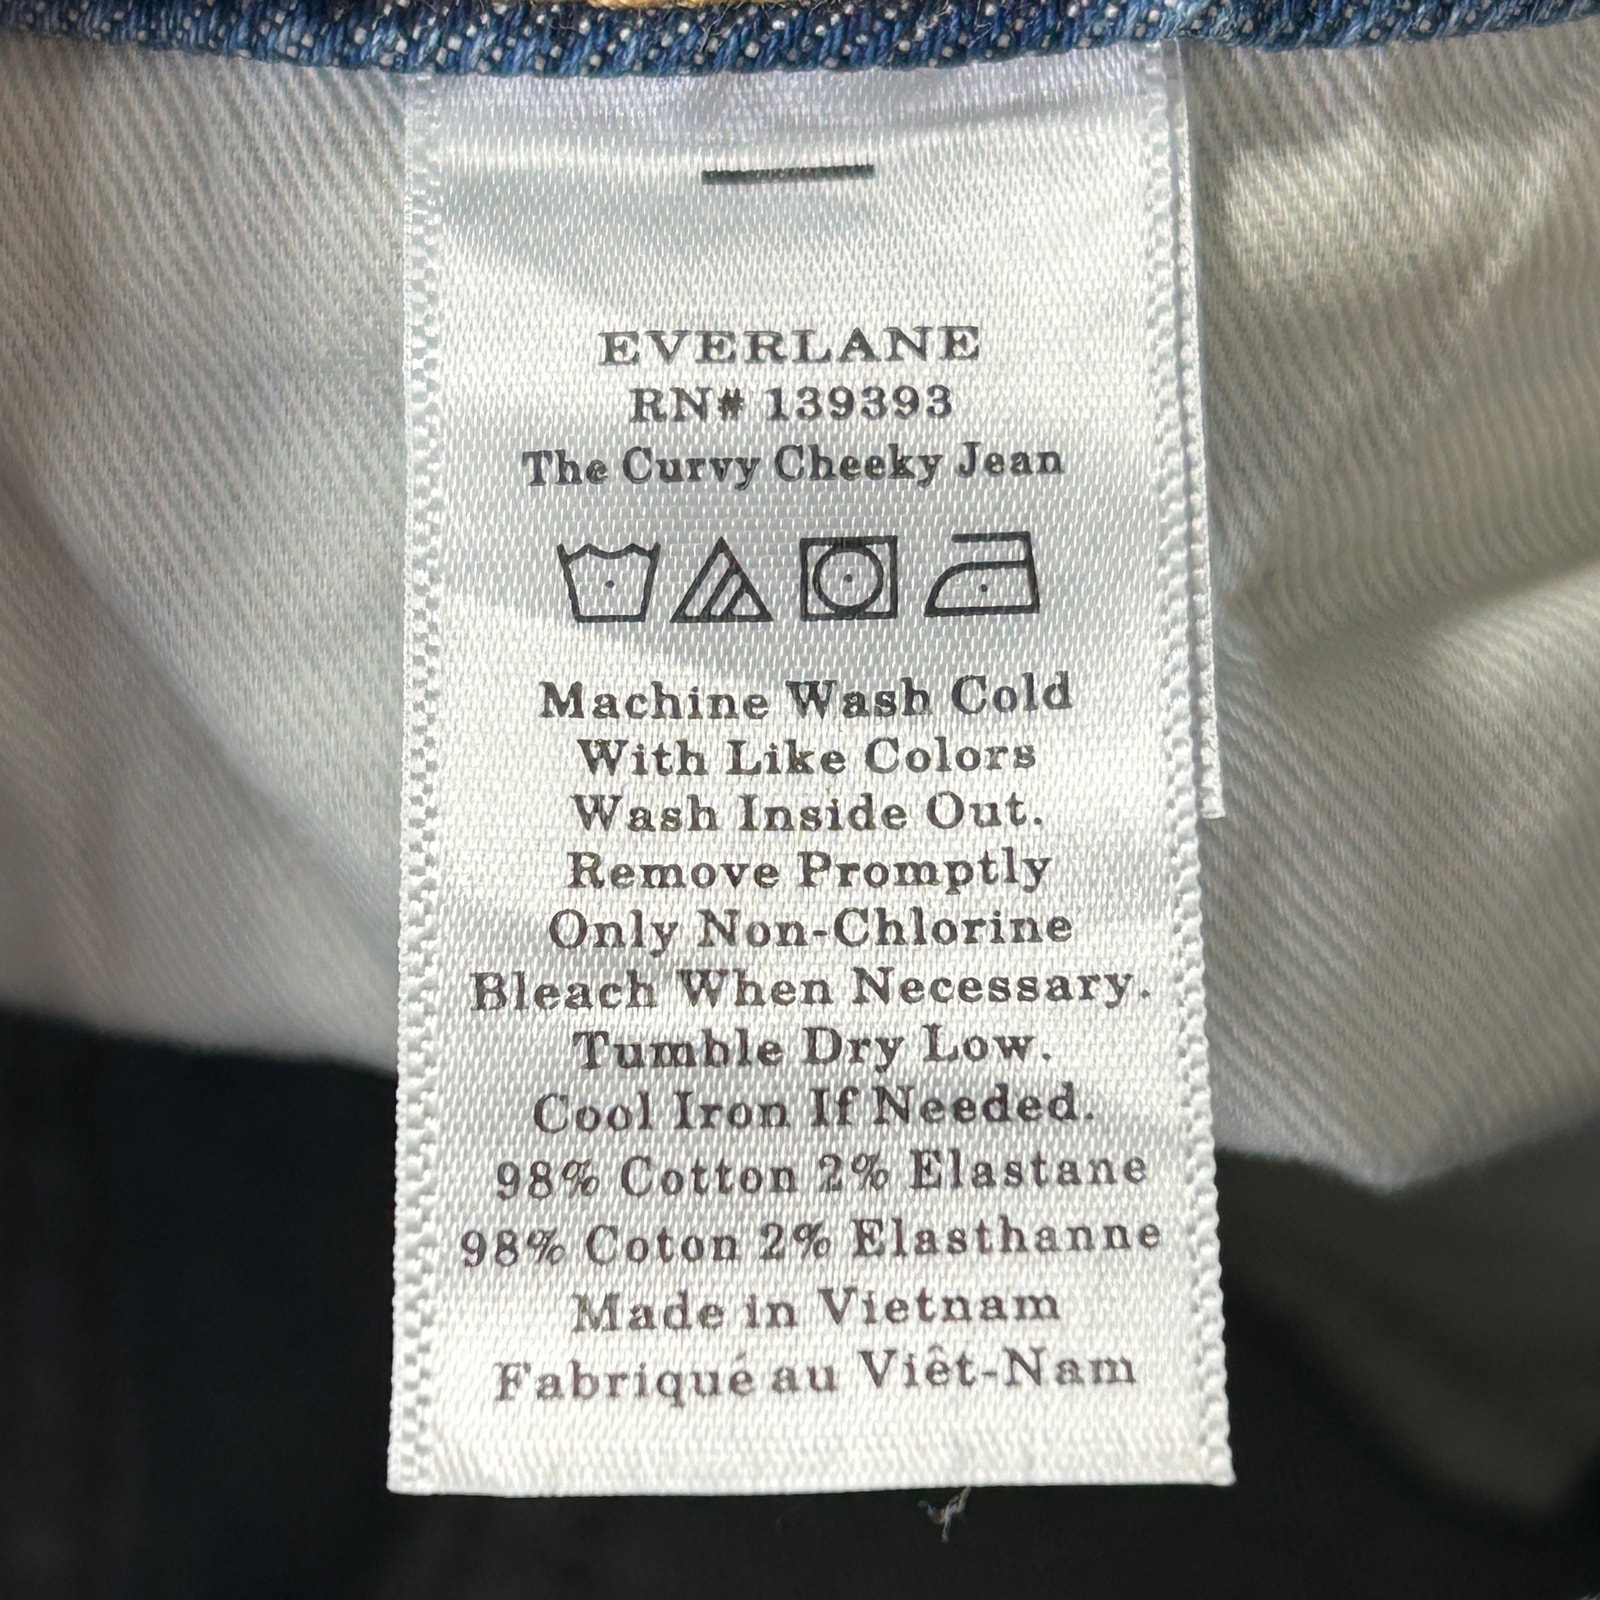 EVERLANE
RN# 139393
The Curvy Cheeky Jean
Machine Wash Cold
With Like Colors
Wash Inside Out.
Remove Promptly
Only Non-Chlorine
Bleach When Necessary.
Tumble Dry Low.
Cool Iron If Needed.
98% Cotton 2% Elastane
98% Coton 2% Elasthanne
Made in Vietnam
Fabriqué au Viêt-Nam